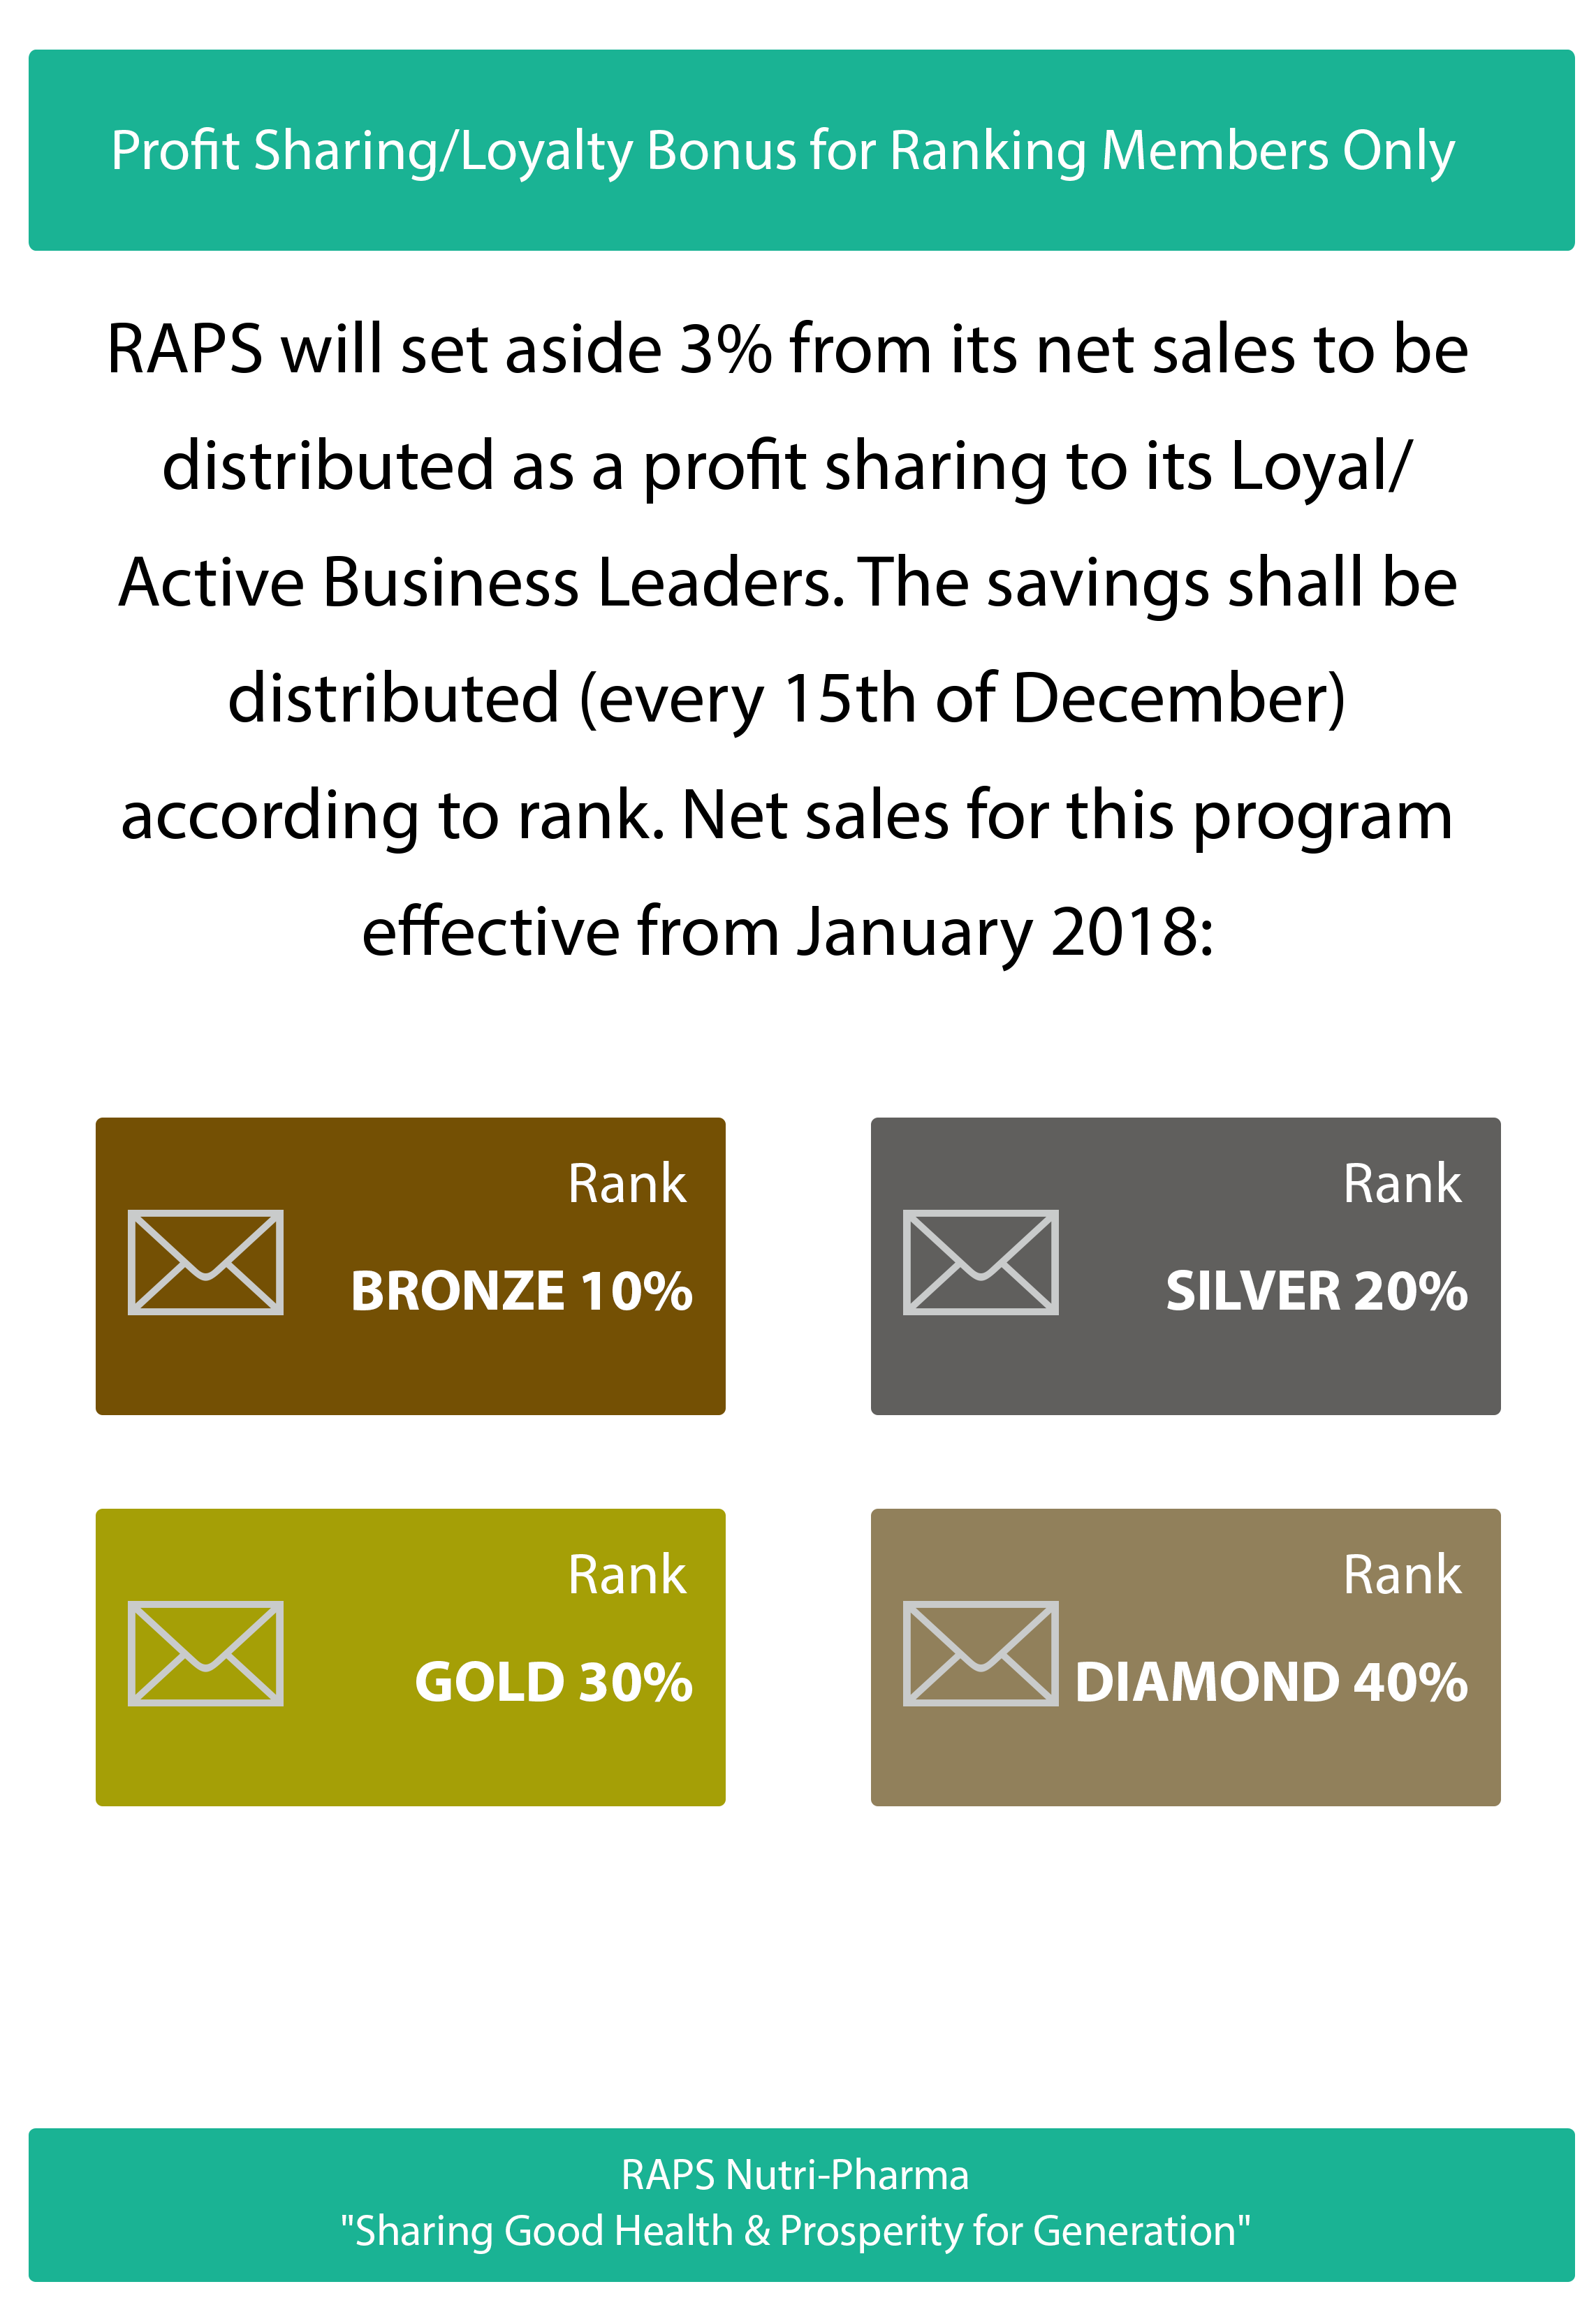 Profit Sharing/Loyalty Bonus for Ranking Members Only
RAPS will set aside 3% from its net sales to be
distributed as a profit sharing to its Loyal/
Active Business Leaders. The savings shall be
distributed (every 15th of December)
according to rank. Net sales for this program
effective from January 2018:
Rank
BRONZE 10%
Rank
SILVER 20%
Rank
GOLD 30%
Rank
DIAMOND 40%
RAPS Nutri-Pharma
"Sharing Good Health & Prosperity for Generation"